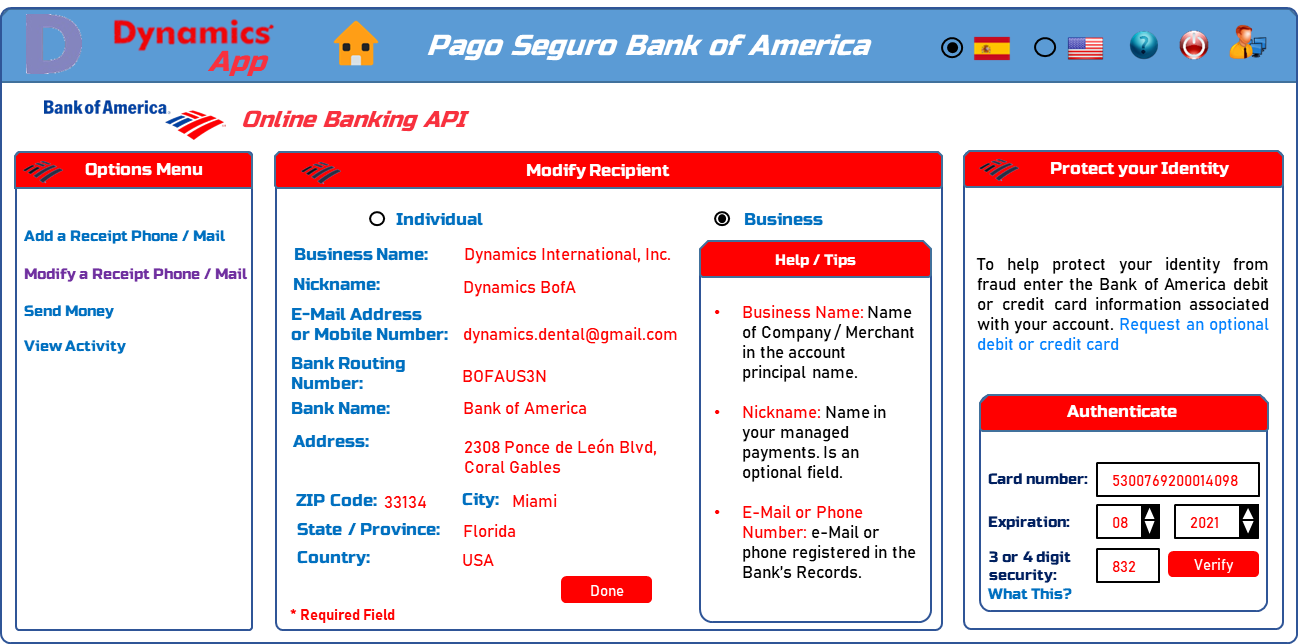 D Dynamics App
Pago Seguro Bank of America
Bank of America
Online Banking API
Options Menu
Add a Receipt Phone / Mail
Modify a Receipt Phone / Mail
Send Money
View Activity
Modify Recipient
Individual
Business
Business Name: Dynamics International, Inc.
Nickname: Dynamics BofA
E-Mail Address
or Mobile Number: dynamics.dental@gmail.com
Bank Routing
Number: BOFAUS3N
Bank Name: Bank of America
Address: 2308 Ponce de León Blvd,
Coral Gables
ZIP Code: 33134 City: Miami
State / Province: Florida
Country: USA
Done
* Required Field
Help / Tips
• Business Name: Name
of Company / Merchant
in the account
principal name.
• Nickname: Name in
your managed
payments. Is an
optional field.
• E-Mail or Phone
Number: e-Mail or
phone registered in the
Bank's Records.
Protect your Identity
To help protect your identity from
fraud enter the Bank of America debit
or credit card information associated
with your account. Request an optional
debit or credit card
Authenticate
Card number: 5300769200014098
Expiration: 08 2021
3 or 4 digit
security: 832 Verify
What This?